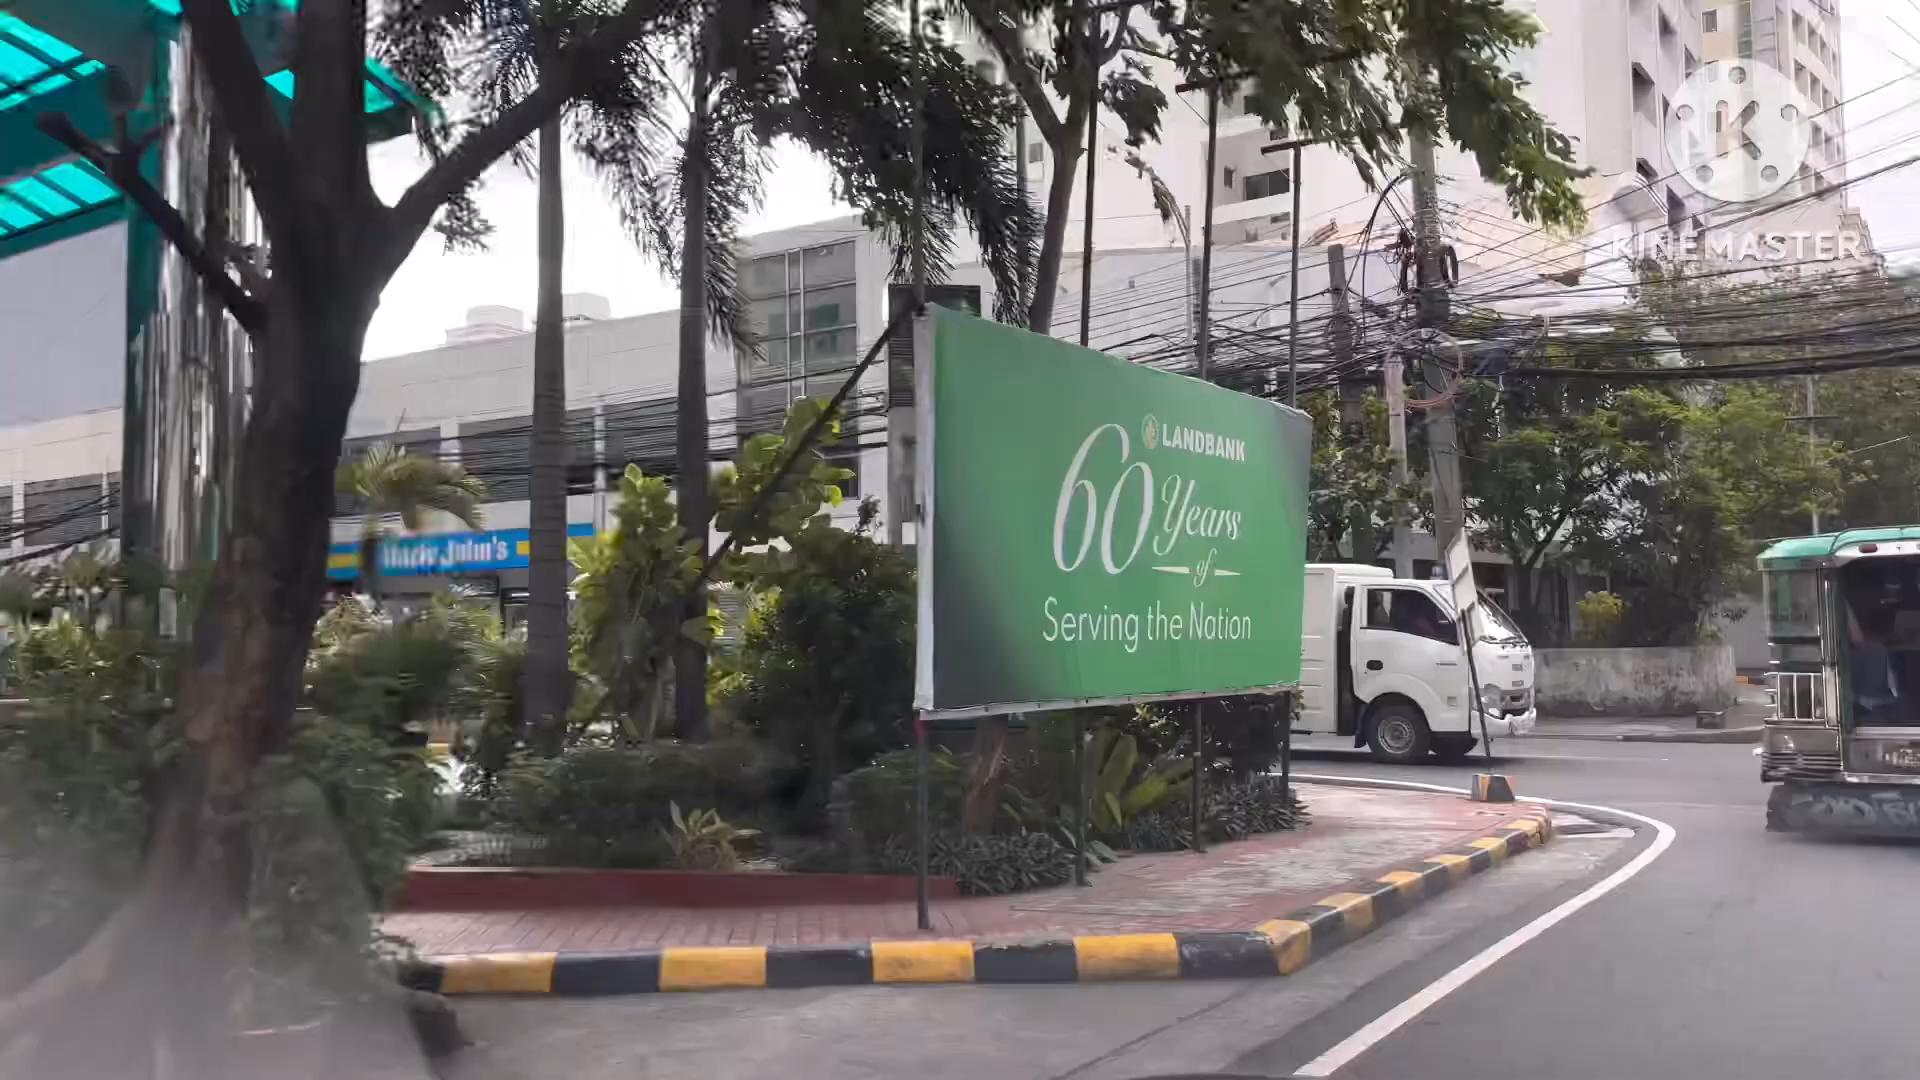 K
KINEMASTER
LANDBANK
60 Years
of
Serving the Nation
Uncle John's